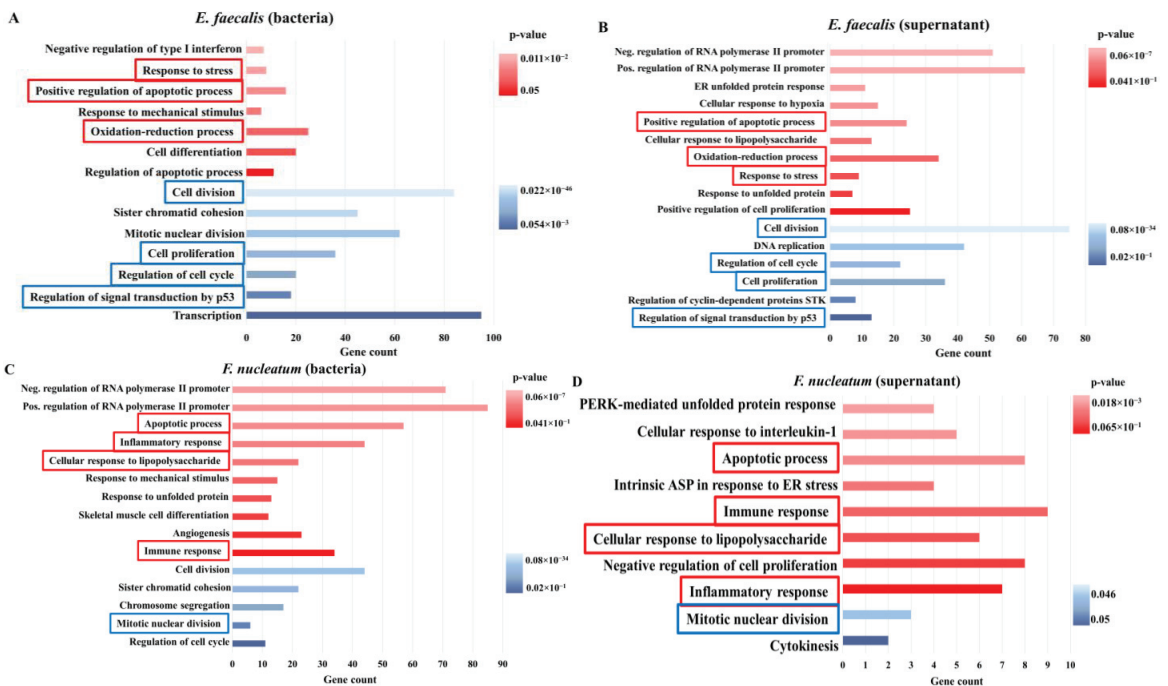 A
E. faecalis (bacteria)
Negative regulation of type I interferon
Response to stress
Positive regulation of apoptotic process
Response to mechanical stimulus
Oxidation-reduction process
Cell differentiation
Regulation of apoptotic process
Cell division
Sister chromatid cohesion
Mitotic nuclear division
Cell proliferation
Regulation of cell cycle
Regulation of signal transduction by p53
Transcription
0 20 40 60 80 100
Gene count
p-value
0.011×10⁻²
0.05
0.022×10⁻⁴⁶
0.054×10⁻³
B
E. faecalis (supernatant)
Neg. regulation of RNA polymerase II promoter
Pos. regulation of RNA polymerase II promoter
ER unfolded protein response
Cellular response to hypoxia
Positive regulation of apoptotic process
Cellular response to lipopolysaccharide
Oxidation-reduction process
Response to stress
Response to unfolded protein
Positive regulation of cell proliferation
Cell division
DNA replication
Regulation of cell cycle
Cell proliferation
Regulation of cyclin-dependent proteins STK
Regulation of signal transduction by p53
0 10 20 30 40 50 60 70 80
Gene count
p-value
0.06×10⁻⁷
0.041×10⁻¹
0.08×10⁻³⁴
0.02×10⁻¹
C
F. nucleatum (bacteria)
Neg. regulation of RNA polymerase II promoter
Pos. regulation of RNA polymerase II promoter
Apoptotic process
Inflammatory response
Cellular response to lipopolysaccharide
Response to mechanical stimulus
Response to unfolded protein
Skeletal muscle cell differentiation
Angiogenesis
Immune response
Cell division
Sister chromatid cohesion
Chromosome segregation
Mitotic nuclear division
Regulation of cell cycle
0 10 20 30 40 50 60 70 80 90
Gene count
p-value
0.06×10⁻⁷
0.041×10⁻¹
0.08×10⁻³⁴
0.02×10⁻¹
D
F. nucleatum (supernatant)
PERK-mediated unfolded protein response
Cellular response to interleukin-1
Apoptotic process
Intrinsic ASP in response to ER stress
Immune response
Cellular response to lipopolysaccharide
Negative regulation of cell proliferation
Inflammatory response
Mitotic nuclear division
Cytokinesis
0 1 2 3 4 5 6 7 8 9 10
Gene count
p-value
0.018×10⁻³
0.065×10⁻¹
0.046
0.05